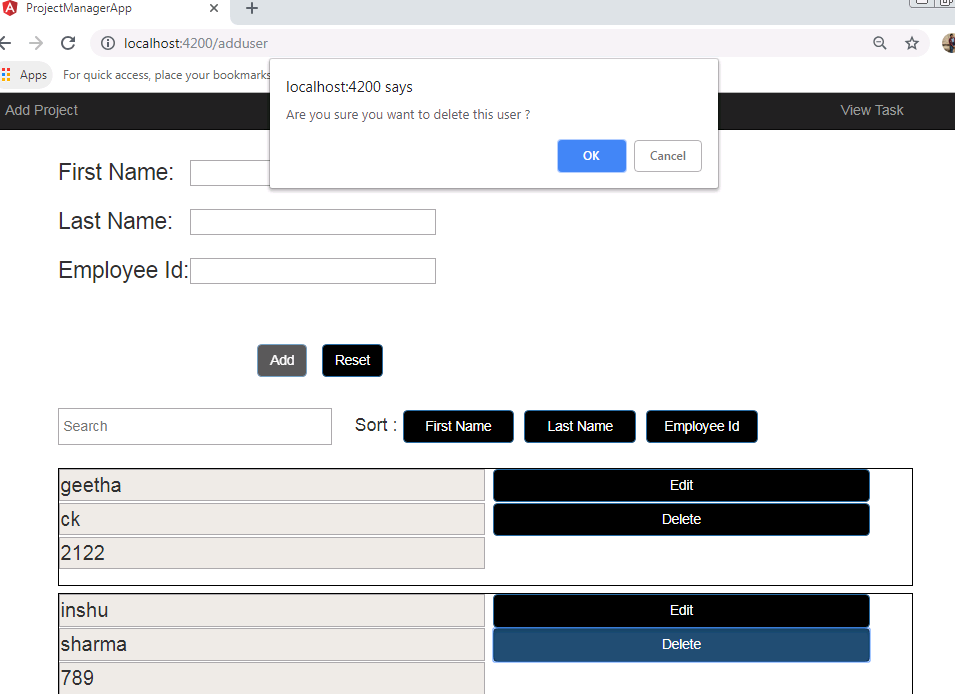 ProjectManagerApp
localhost:4200/adduser
Apps For quick access, place your bookmarks
localhost:4200 says
Are you sure you want to delete this user ?
OK Cancel
Add Project View Task
First Name:
Last Name:
Employee Id:
Add Reset
Search Sort : First Name Last Name Employee Id
geetha Edit
ck Delete
2122
inshu Edit
sharma Delete
789